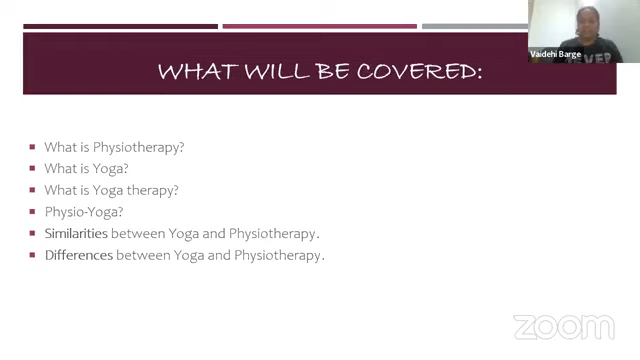 Vaidehi Barge
WHAT WILL BE COVERED:
What is Physiotherapy?
What is Yoga?
What is Yoga therapy?
Physio-Yoga?
Similarities between Yoga and Physiotherapy.
Differences between Yoga and Physiotherapy.
zoom